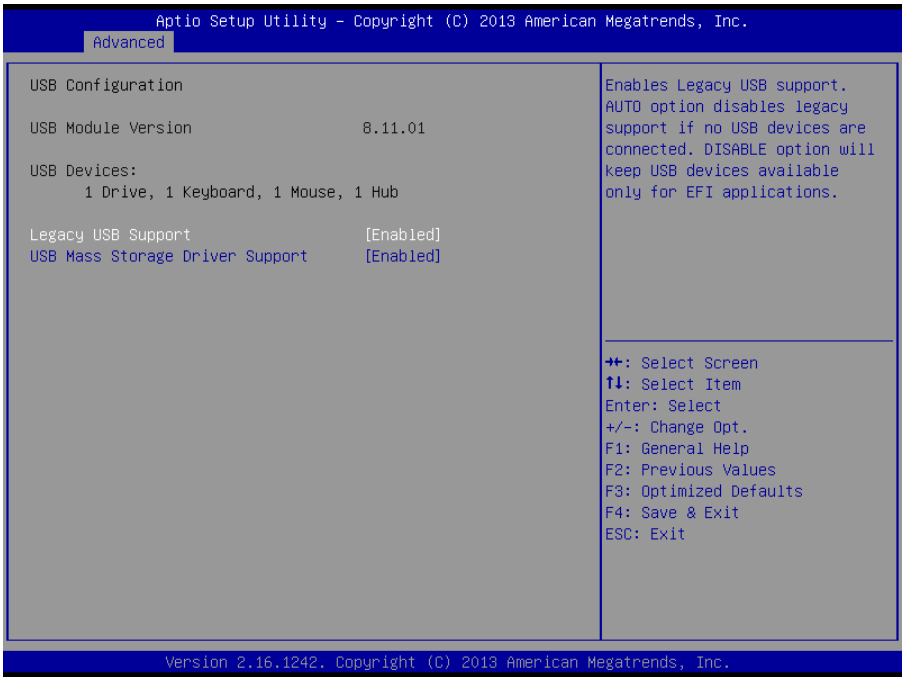 Aptio Setup Utility – Copyright (C) 2013 American Megatrends, Inc.
Advanced
USB Configuration
USB Module Version 8.11.01
USB Devices:
1 Drive, 1 Keyboard, 1 Mouse, 1 Hub
Legacy USB Support [Enabled]
USB Mass Storage Driver Support [Enabled]
Enables Legacy USB support.
AUTO option disables legacy
support if no USB devices are
connected. DISABLE option will
keep USB devices available
only for EFI applications.
→←: Select Screen
↑↓: Select Item
Enter: Select
+/-: Change Opt.
F1: General Help
F2: Previous Values
F3: Optimized Defaults
F4: Save & Exit
ESC: Exit
Version 2.16.1242. Copyright (C) 2013 American Megatrends, Inc.